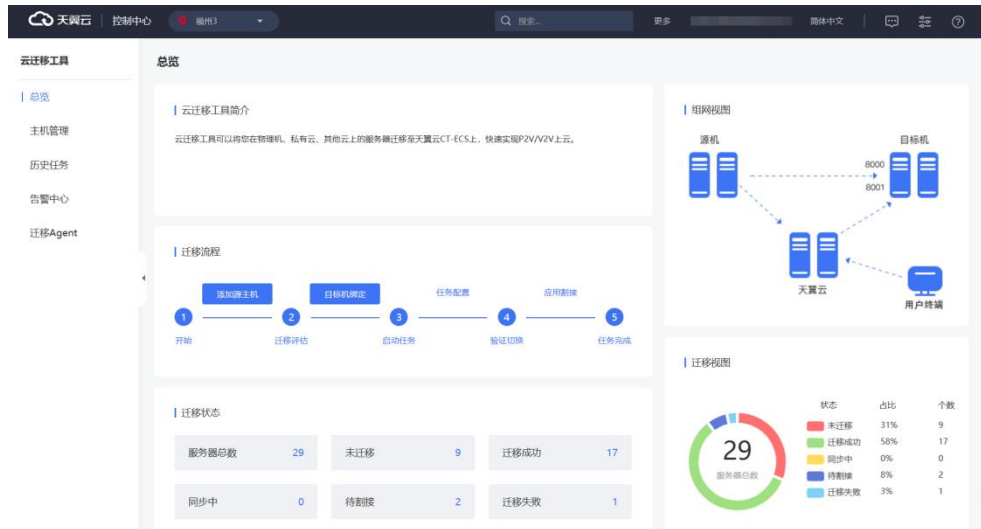 天翼云 控制中心 福州3 搜索... 更多 简体中文
云迁移工具
总览
主机管理
历史任务
告警中心
迁移Agent
总览
云迁移工具简介
云迁移工具可以将您在物理机、私有云、其他云上的服务器迁移至天翼云CT-ECS上，快速实现P2V/V2V上云。
迁移流程
添加源主机 目标机绑定 任务配置 应用割接
1 2 3 4 5
开始 迁移评估 启动任务 验证切换 任务完成
迁移状态
服务器总数 29 未迁移 9 迁移成功 17
同步中 0 待割接 2 迁移失败 1
组网视图
源机 目标机
8000
8001
天翼云
用户终端
迁移视图
29
服务器总数
状态 占比 个数
未迁移 31% 9
迁移成功 58% 17
同步中 0% 0
待割接 8% 2
迁移失败 3% 1